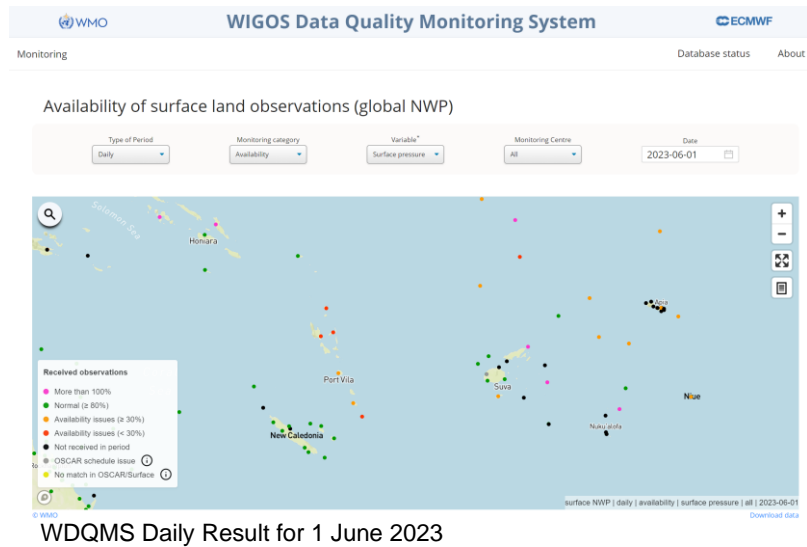 WMO
WIGOS Data Quality Monitoring System
ECMWF
Monitoring
Database status
About
Availability of surface land observations (global NWP)
Type of Period
Monitoring category
Variable*
Monitoring Centre
Date
Daily
Availability
Surface pressure
All
2023-06-01
Solomon Sea
Honiara
Apia
Port Vila
Suva
Niue
Nuku'alofa
New Caledonia
Received observations
More than 100%
Normal (≥ 80%)
Availability issues (≥ 30%)
Availability issues (< 30%)
Not received in period
OSCAR schedule issue
No match in OSCAR/Surface
surface NWP | daily | availability | surface pressure | all | 2023-06-01
© WMO
Download data
WDQMS Daily Result for 1 June 2023